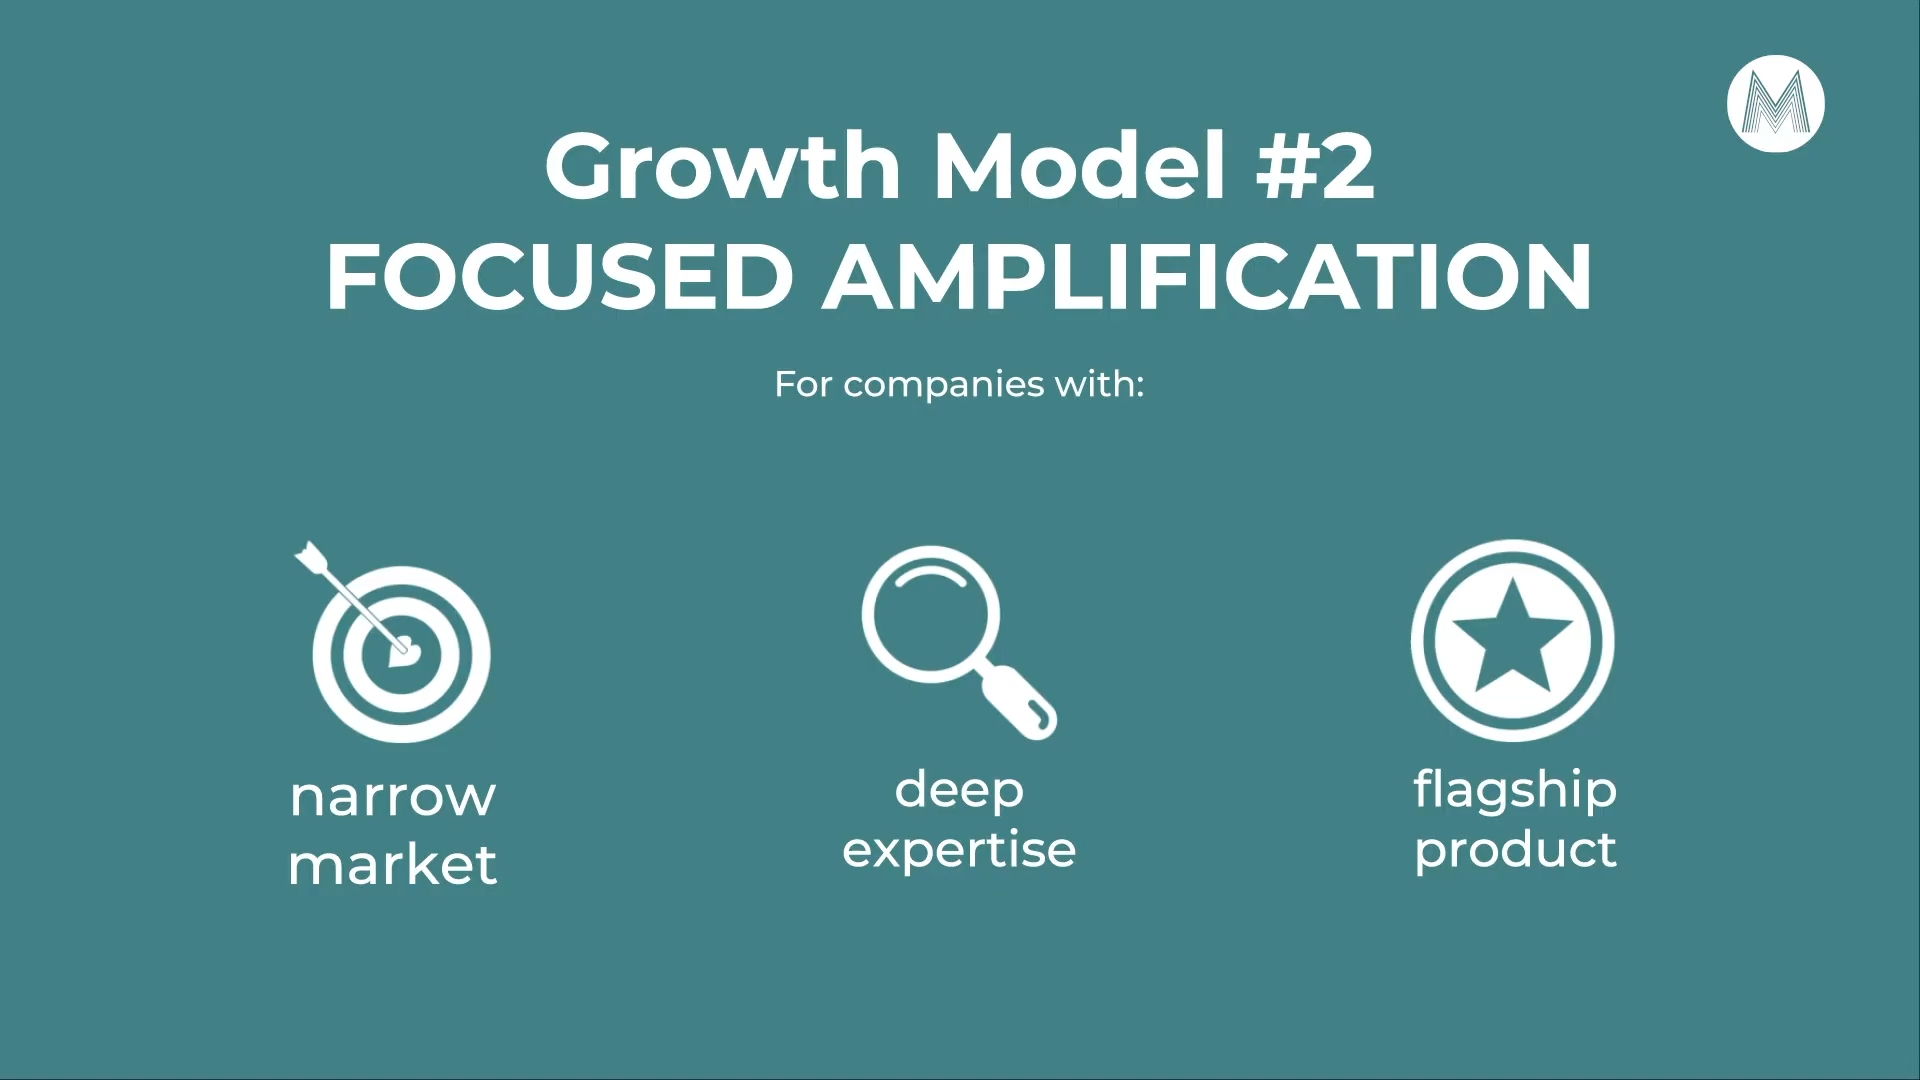 M
Growth Model #2
FOCUSED AMPLIFICATION
For companies with:
narrow
market
deep
expertise
flagship
product